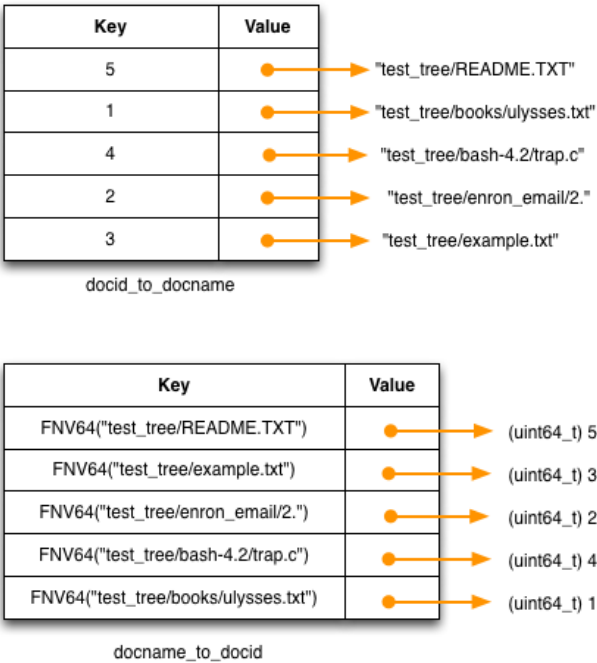 Key Value
5 "test_tree/README.TXT"
1 "test_tree/books/ulysses.txt"
4 "test_tree/bash-4.2/trap.c"
2 "test_tree/enron_email/2."
3 "test_tree/example.txt"
docid_to_docname
Key Value
FNV64("test_tree/README.TXT") (uint64_t) 5
FNV64("test_tree/example.txt") (uint64_t) 3
FNV64("test_tree/enron_email/2.") (uint64_t) 2
FNV64("test_tree/bash-4.2/trap.c") (uint64_t) 4
FNV64("test_tree/books/ulysses.txt") (uint64_t) 1
docname_to_docid